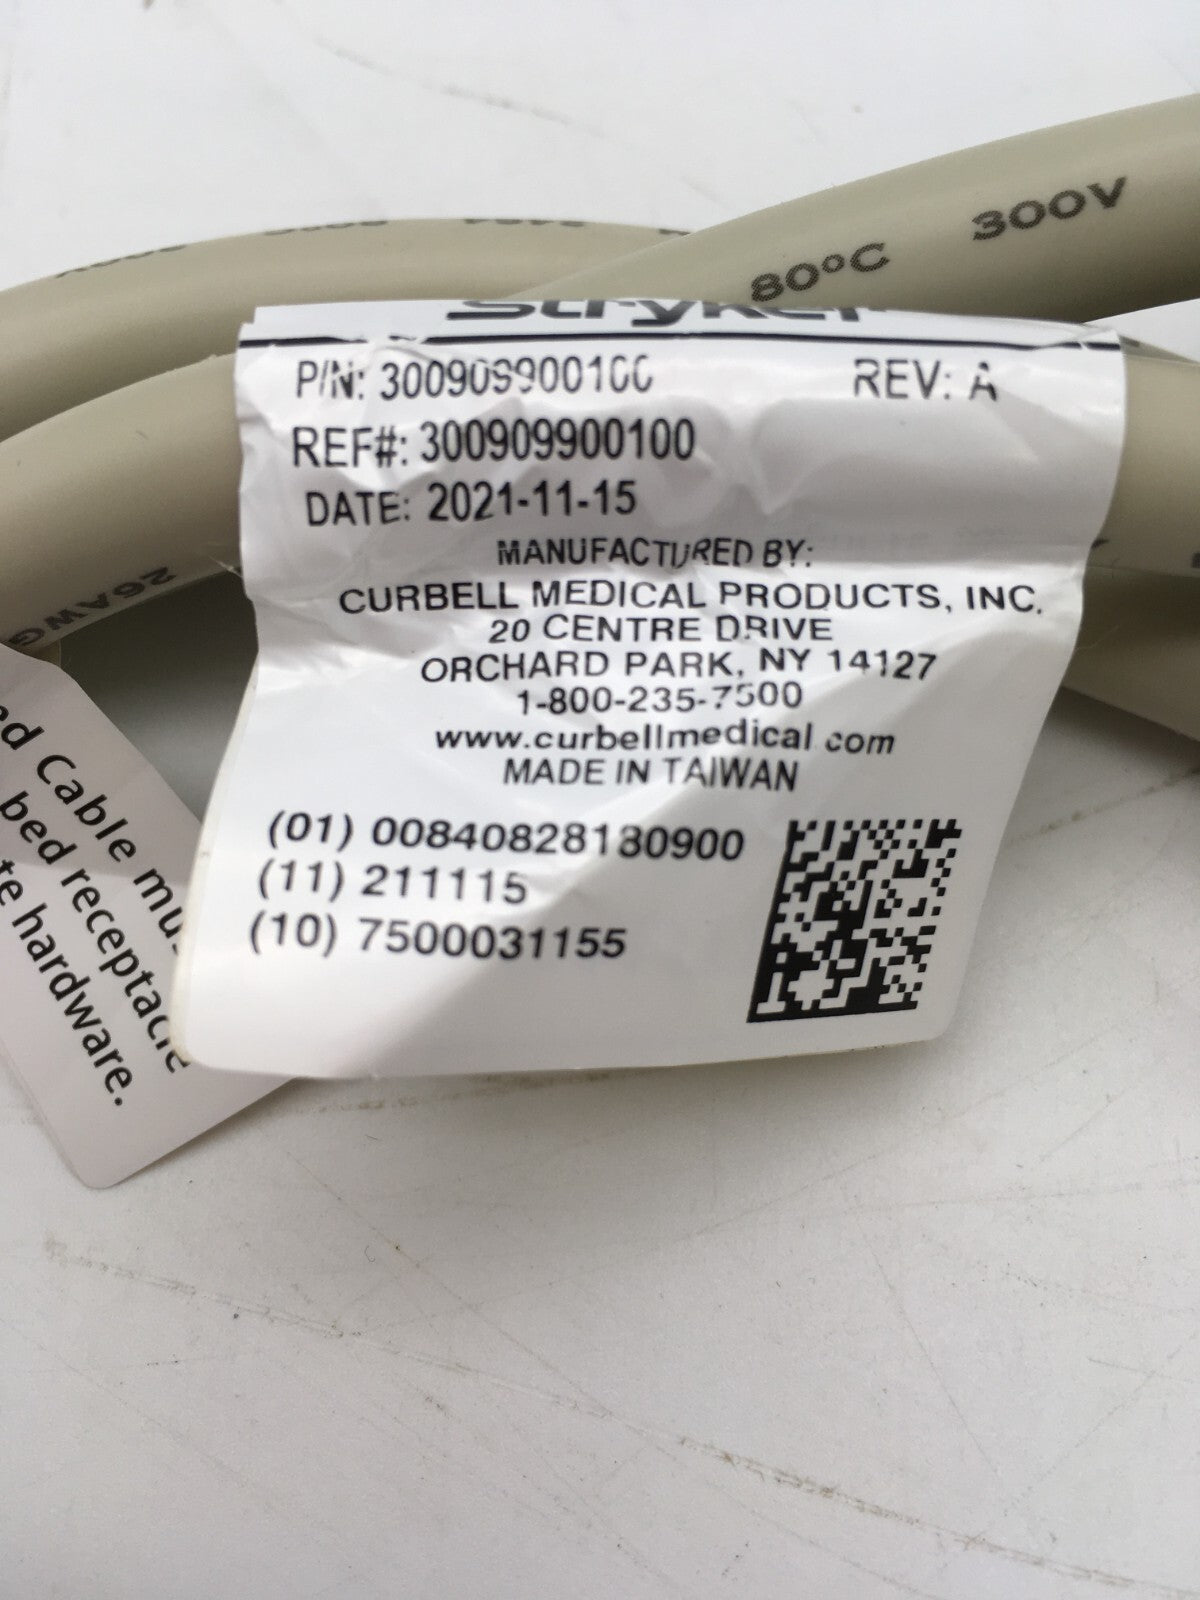 80°C 300V
stryker
P/N: 300909900100 REV: A
REF#: 300909900100
DATE: 2021-11-15
MANUFACTURED BY:
CURBELL MEDICAL PRODUCTS, INC.
20 CENTRE DRIVE
ORCHARD PARK, NY 14127
1-800-235-7500
www.curbellmedical.com
MADE IN TAIWAN
(01) 00840828180900
(11) 211115
(10) 7500031155
26AWG
Cable
bed receptacle
hardware.